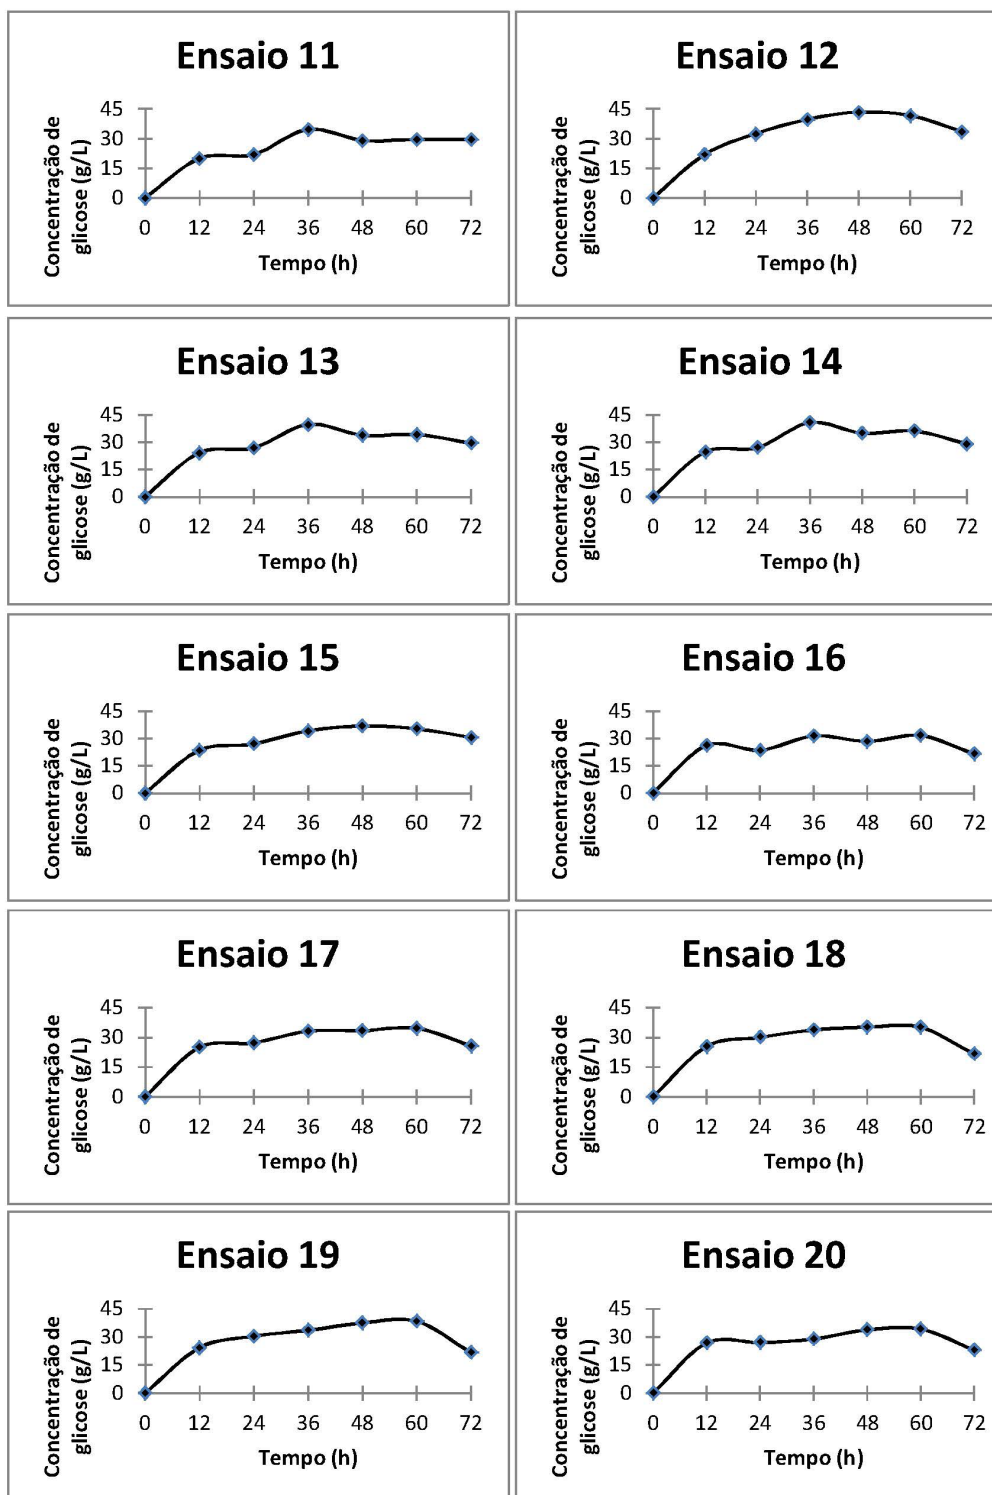 Ensaio 11
Concentração de
glicose (g/L)
45
30
15
0
0 12 24 36 48 60 72
Tempo (h)
Ensaio 12
Concentração de
glicose (g/L)
45
30
15
0
0 12 24 36 48 60 72
Tempo (h)
Ensaio 13
Concentração de
glicose (g/L)
45
30
15
0
0 12 24 36 48 60 72
Tempo (h)
Ensaio 14
Concentração de
glicose (g/L)
45
30
15
0
0 12 24 36 48 60 72
Tempo (h)
Ensaio 15
Concentração de
glicose (g/L)
45
30
15
0
0 12 24 36 48 60 72
Tempo (h)
Ensaio 16
Concentração de
glicose (g/L)
45
30
15
0
0 12 24 36 48 60 72
Tempo (h)
Ensaio 17
Concentração de
glicose (g/L)
45
30
15
0
0 12 24 36 48 60 72
Tempo (h)
Ensaio 18
Concentração de
glicose (g/L)
45
30
15
0
0 12 24 36 48 60 72
Tempo (h)
Ensaio 19
Concentração de
glicose (g/L)
45
30
15
0
0 12 24 36 48 60 72
Tempo (h)
Ensaio 20
Concentração de
glicose (g/L)
45
30
15
0
0 12 24 36 48 60 72
Tempo (h)